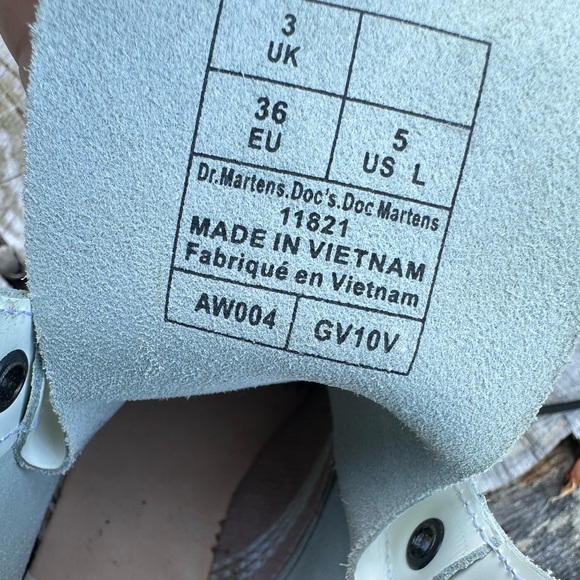 3
UK
36
EU
5
US L
Dr.Martens.Doc's.Doc Martens
11821
MADE IN VIETNAM
Fabriqué en Vietnam
AW004
GV10V